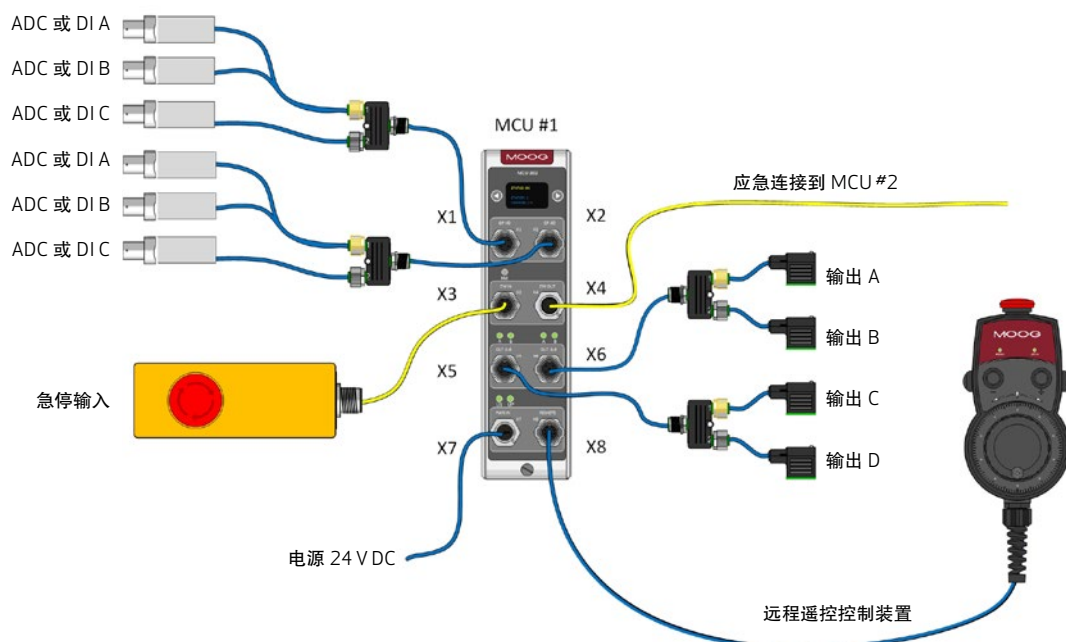 ADC 或 DI A
ADC 或 DI B
ADC 或 DI C
ADC 或 DI A
ADC 或 DI B
ADC 或 DI C
MCU #1
MOOG
X1
X2
X3
X4
X5
X6
X7
X8
应急连接到 MCU #2
输出 A
输出 B
输出 C
输出 D
MOOG
急停输入
电源 24 V DC
远程遥控控制装置